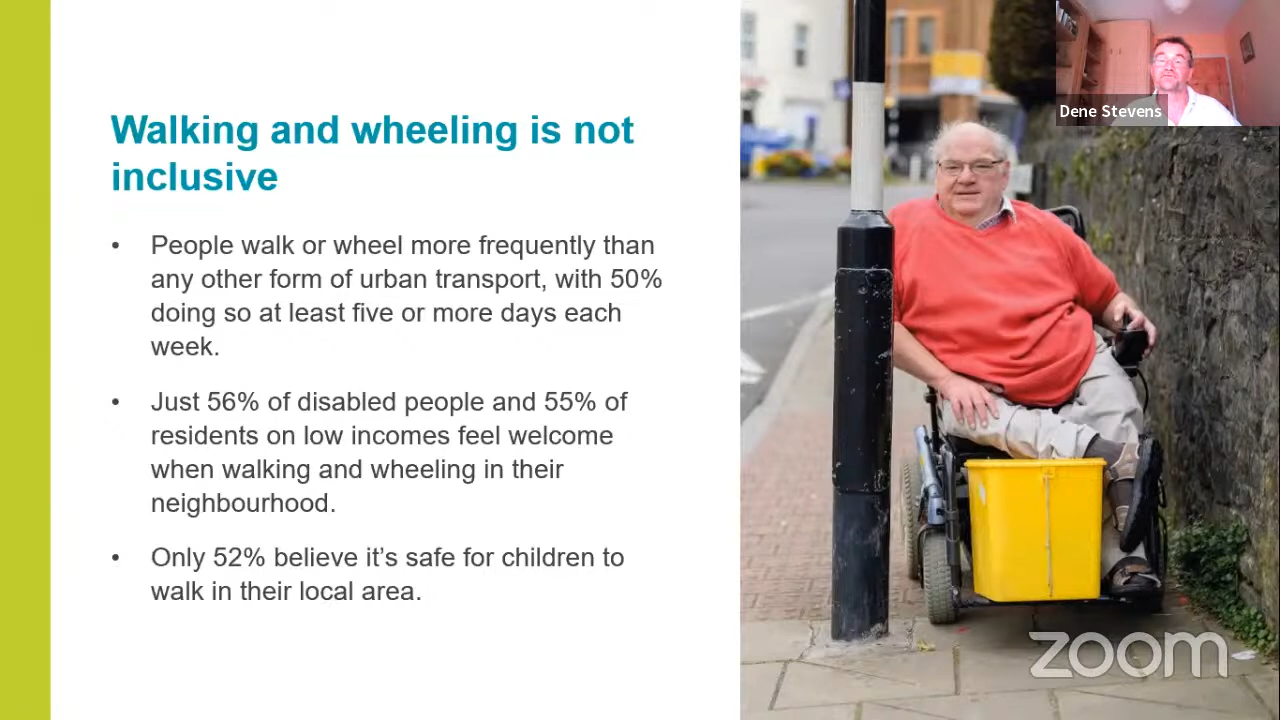 Dene Stevens
Walking and wheeling is not
inclusive
• People walk or wheel more frequently than
any other form of urban transport, with 50%
doing so at least five or more days each
week.
• Just 56% of disabled people and 55% of
residents on low incomes feel welcome
when walking and wheeling in their
neighbourhood.
• Only 52% believe it's safe for children to
walk in their local area.
zoom